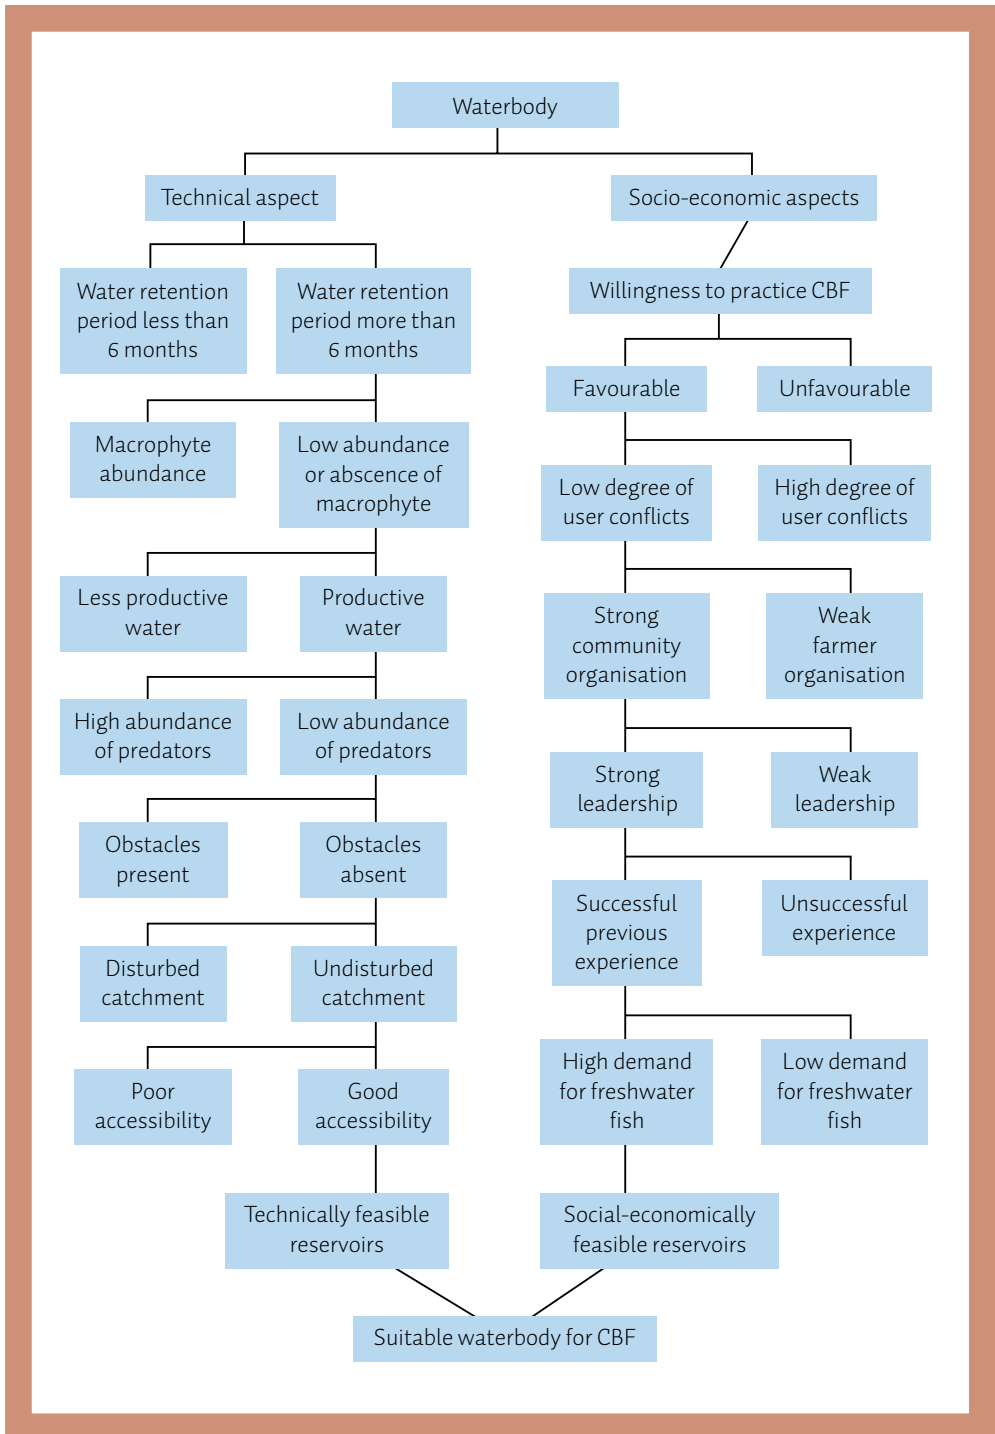 Waterbody
Technical aspect
Socio-economic aspects
Water retention
period less than
6 months
Water retention
period more than
6 months
Willingness to practice CBF
Favourable
Unfavourable
Macrophyte
abundance
Low abundance
or abscence of
macrophyte
Low degree of
user conflicts
High degree of
user conflicts
Less productive
water
Productive
water
Strong
community
organisation
Weak
farmer
organisation
High abundance
of predators
Low abundance
of predators
Strong
leadership
Weak
leadership
Obstacles
present
Obstacles
absent
Successful
previous
experience
Unsuccessful
experience
Disturbed
catchment
Undisturbed
catchment
High demand
for freshwater
fish
Low demand
for freshwater
fish
Poor
accessibility
Good
accessibility
Technically feasible
reservoirs
Social-economically
feasible reservoirs
Suitable waterbody for CBF